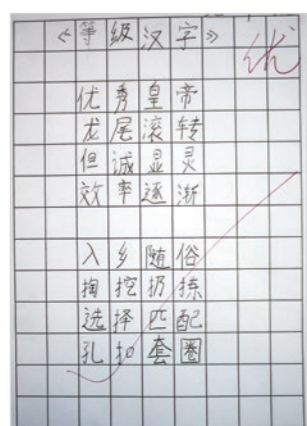 《等级汉字》
优
优秀皇帝
龙尾滚转
但诚显灵
效率逐渐
入乡随俗
掏挖扔拣
选择匹配
孔扣套圈